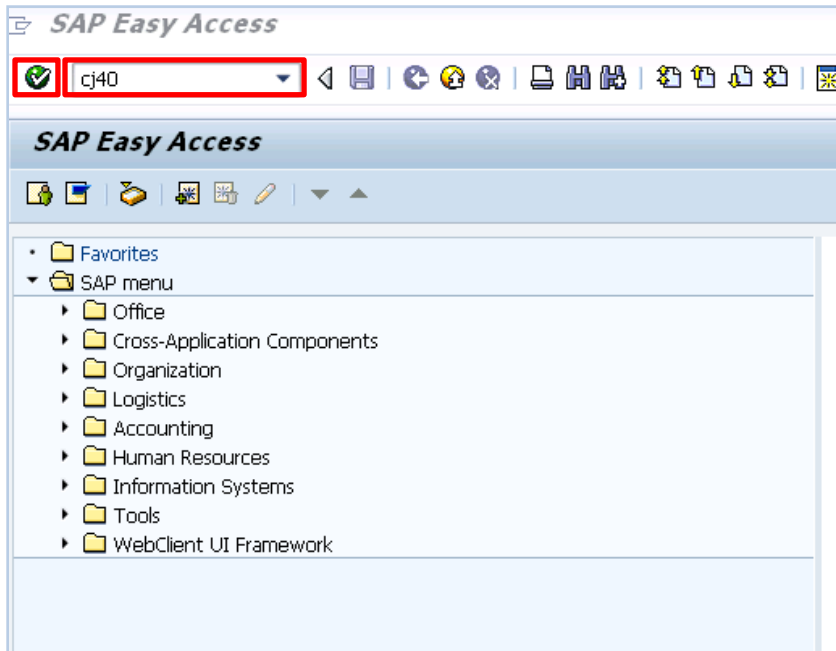 SAP Easy Access
cj40
SAP Easy Access
Favorites
SAP menu
Office
Cross-Application Components
Organization
Logistics
Accounting
Human Resources
Information Systems
Tools
WebClient UI Framework